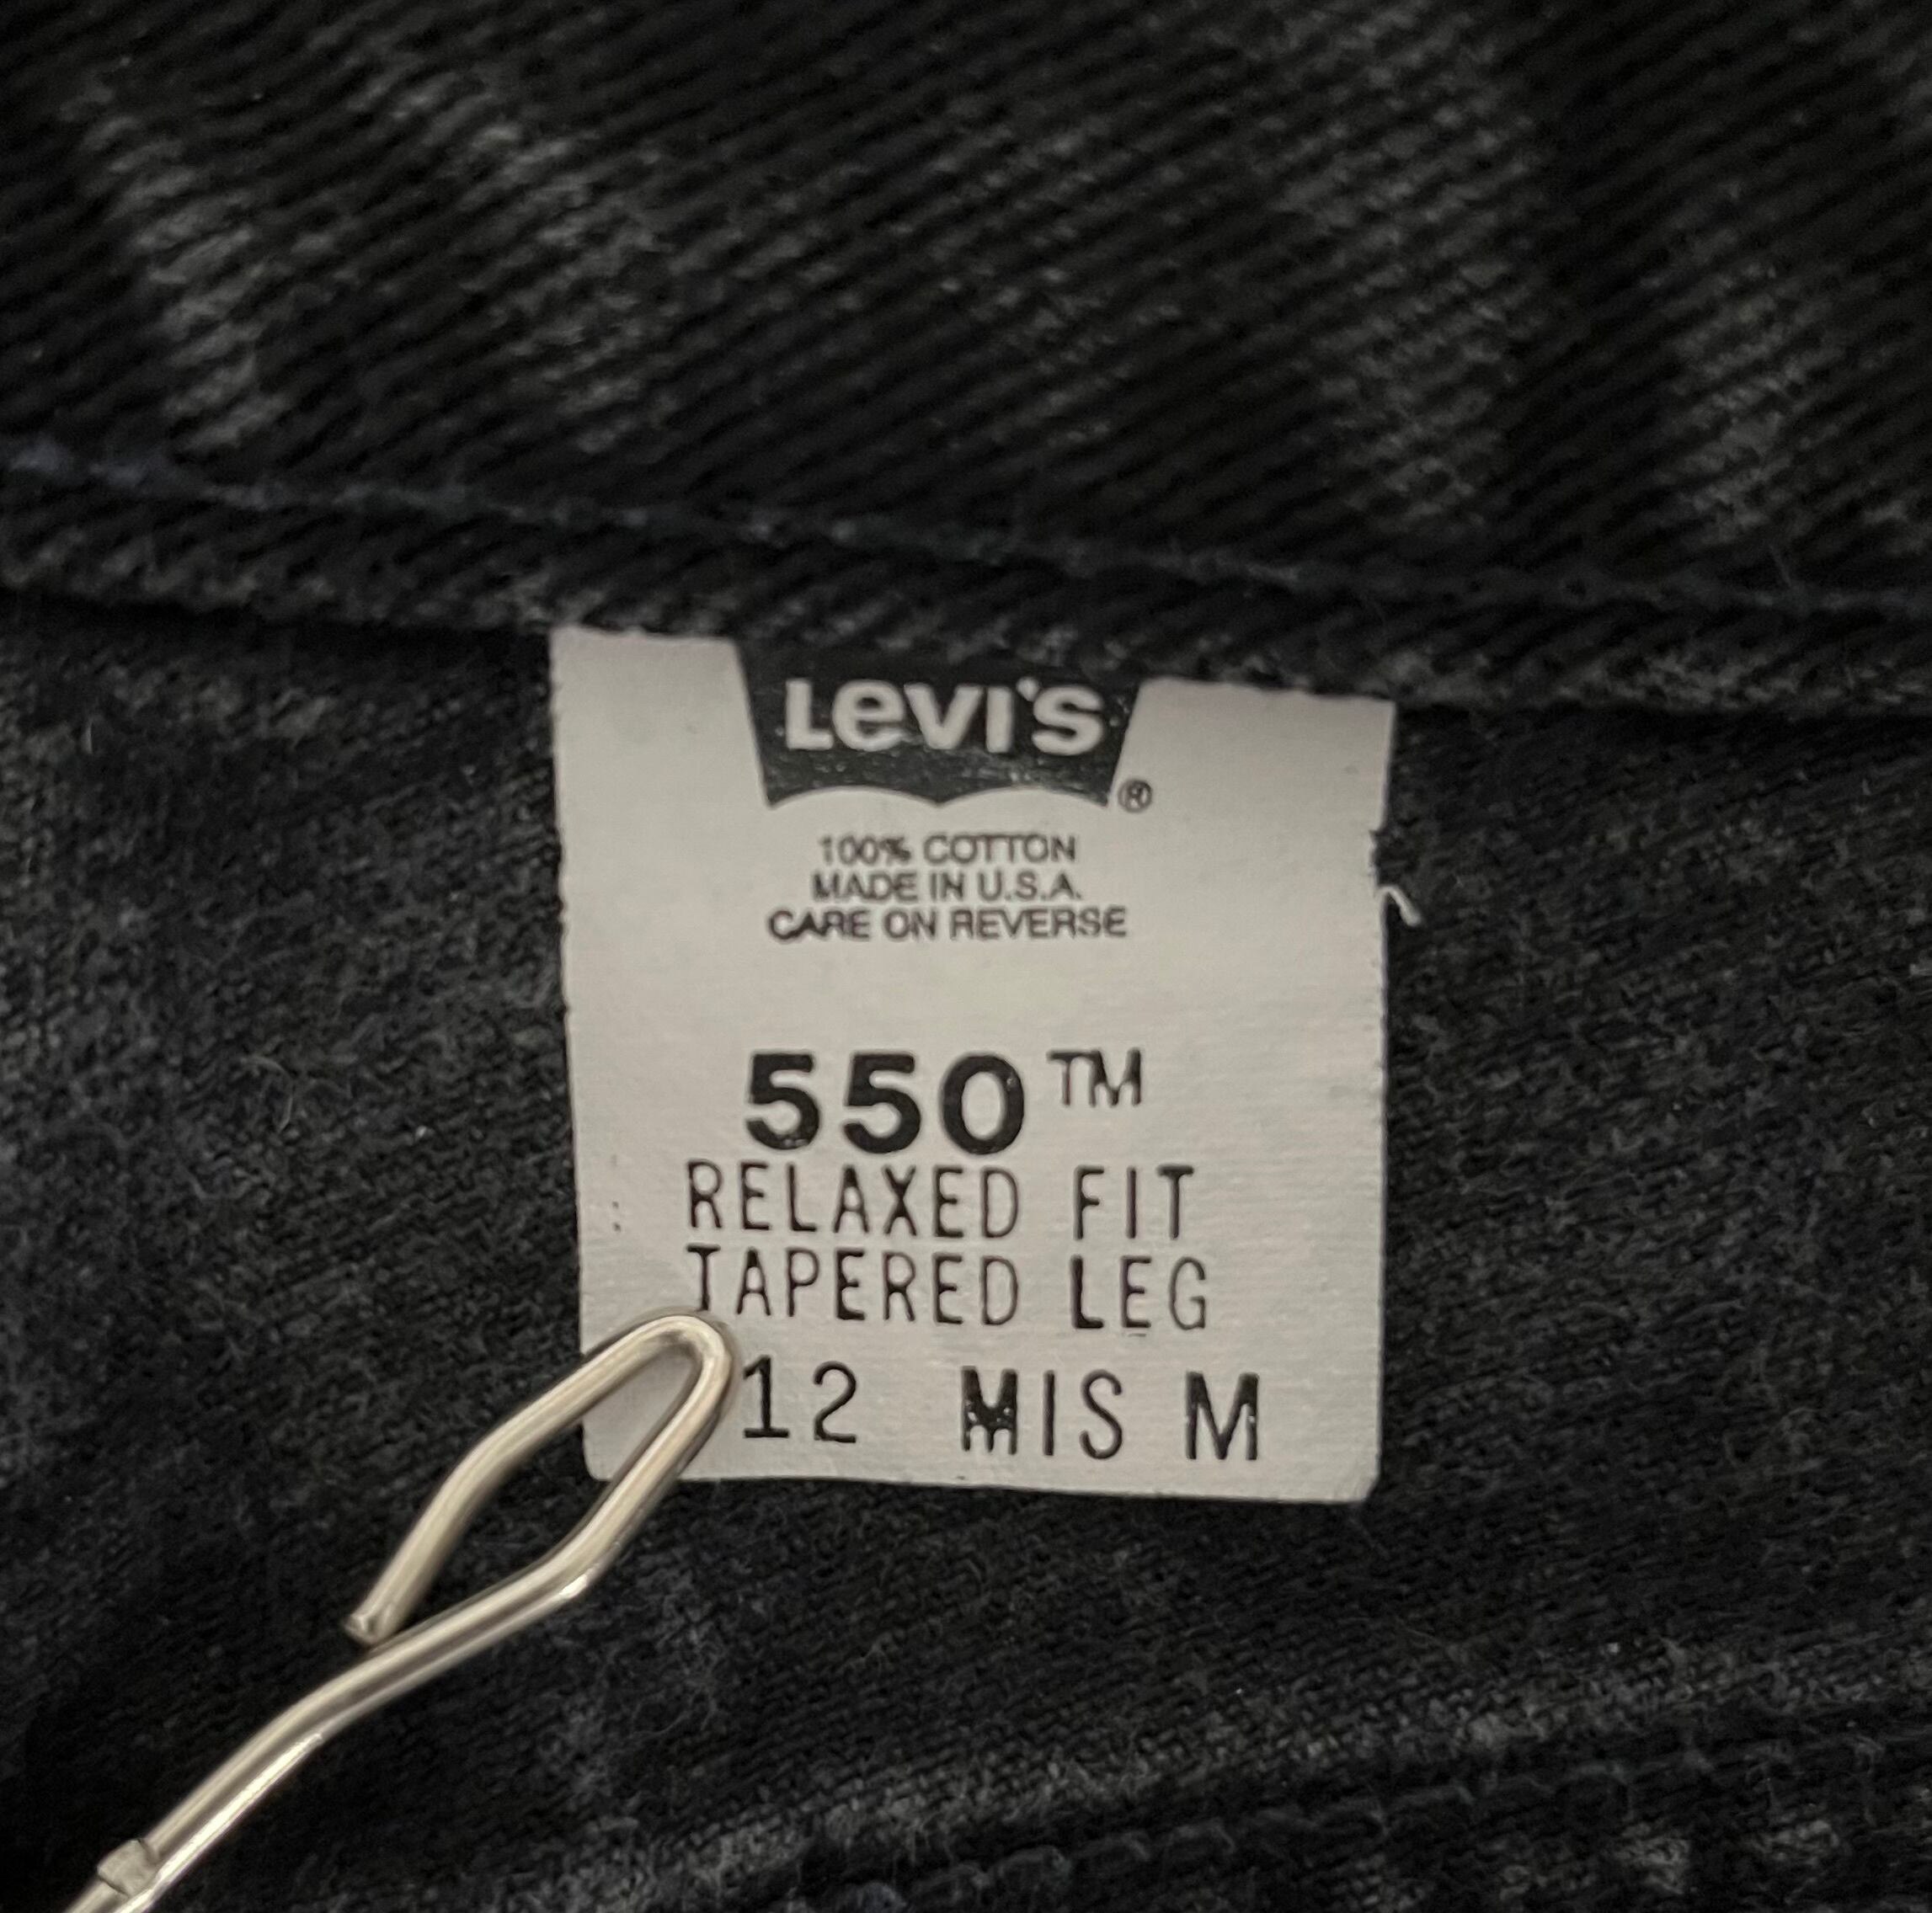 Levi's ®
100% COTTON
MADE IN U.S.A.
CARE ON REVERSE
550™
RELAXED FIT
TAPERED LEG
12 MIS M